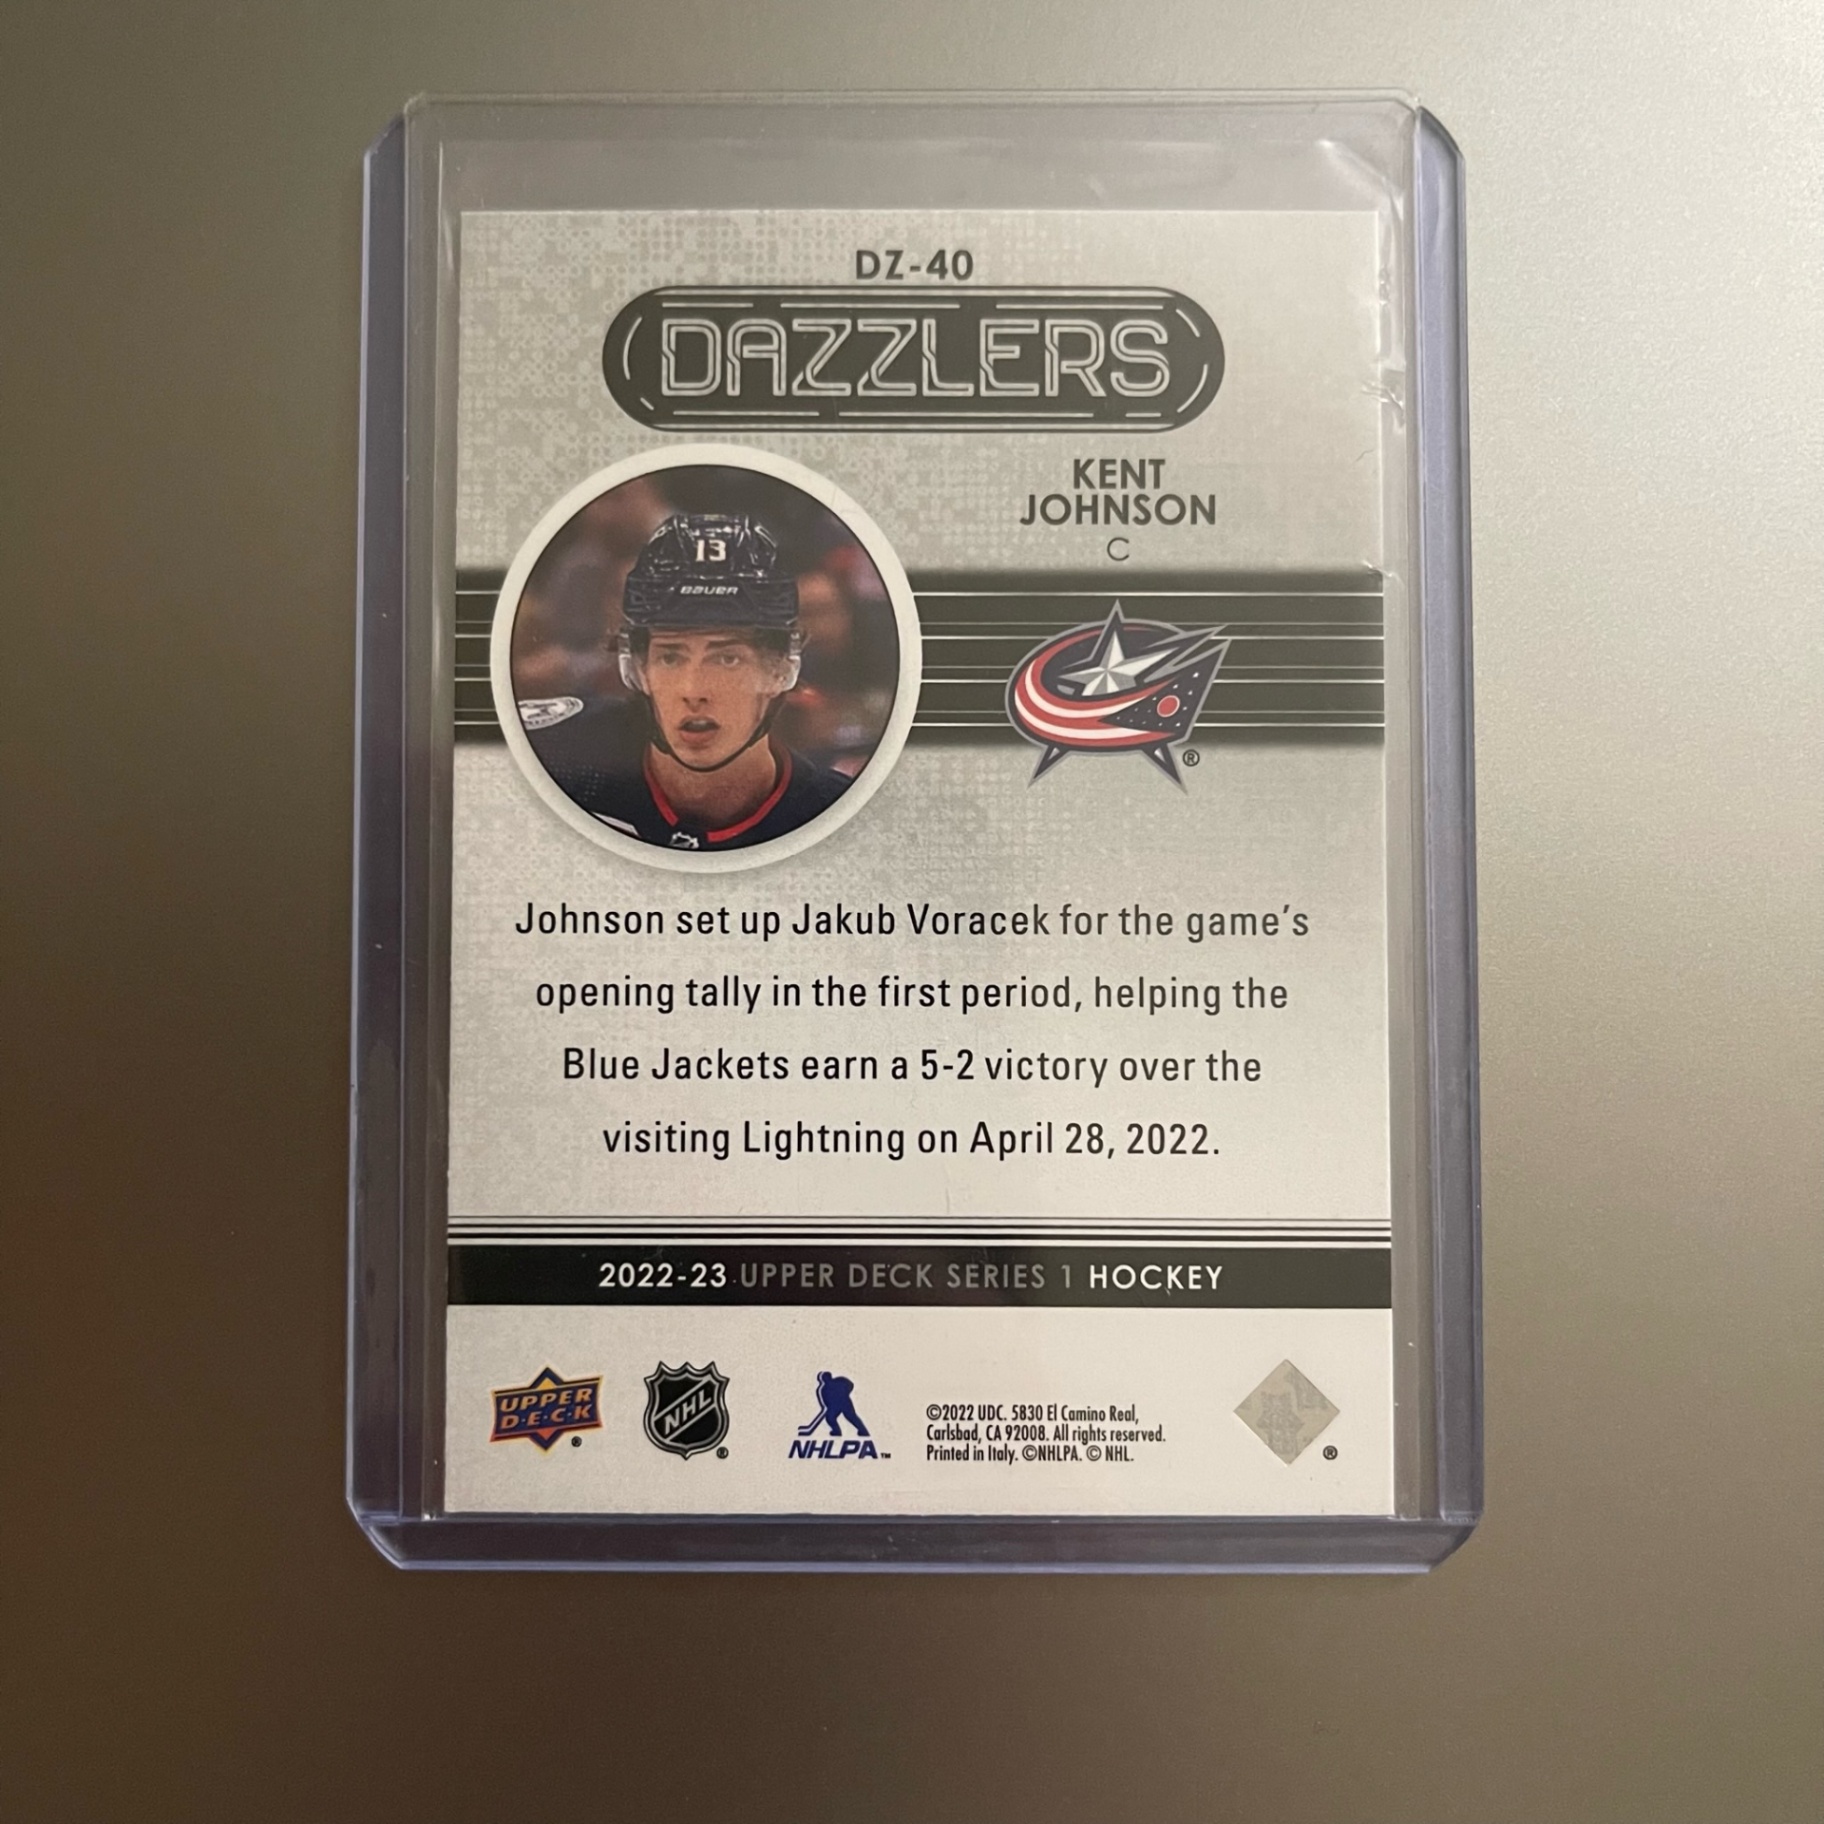 DZ-40
DAZZLERS
KENT
JOHNSON
C
13
BAUER
®
Johnson set up Jakub Voracek for the game's
opening tally in the first period, helping the
Blue Jackets earn a 5-2 victory over the
visiting Lightning on April 28, 2022.
2022-23 UPPER DECK SERIES 1 HOCKEY
UPPER
D·E·C·K
®
NHL
®
NHLPA™
©2022 UDC. 5830 El Camino Real,
Carlsbad, CA 92008. All rights reserved.
Printed in Italy. ©NHLPA. © NHL.
®